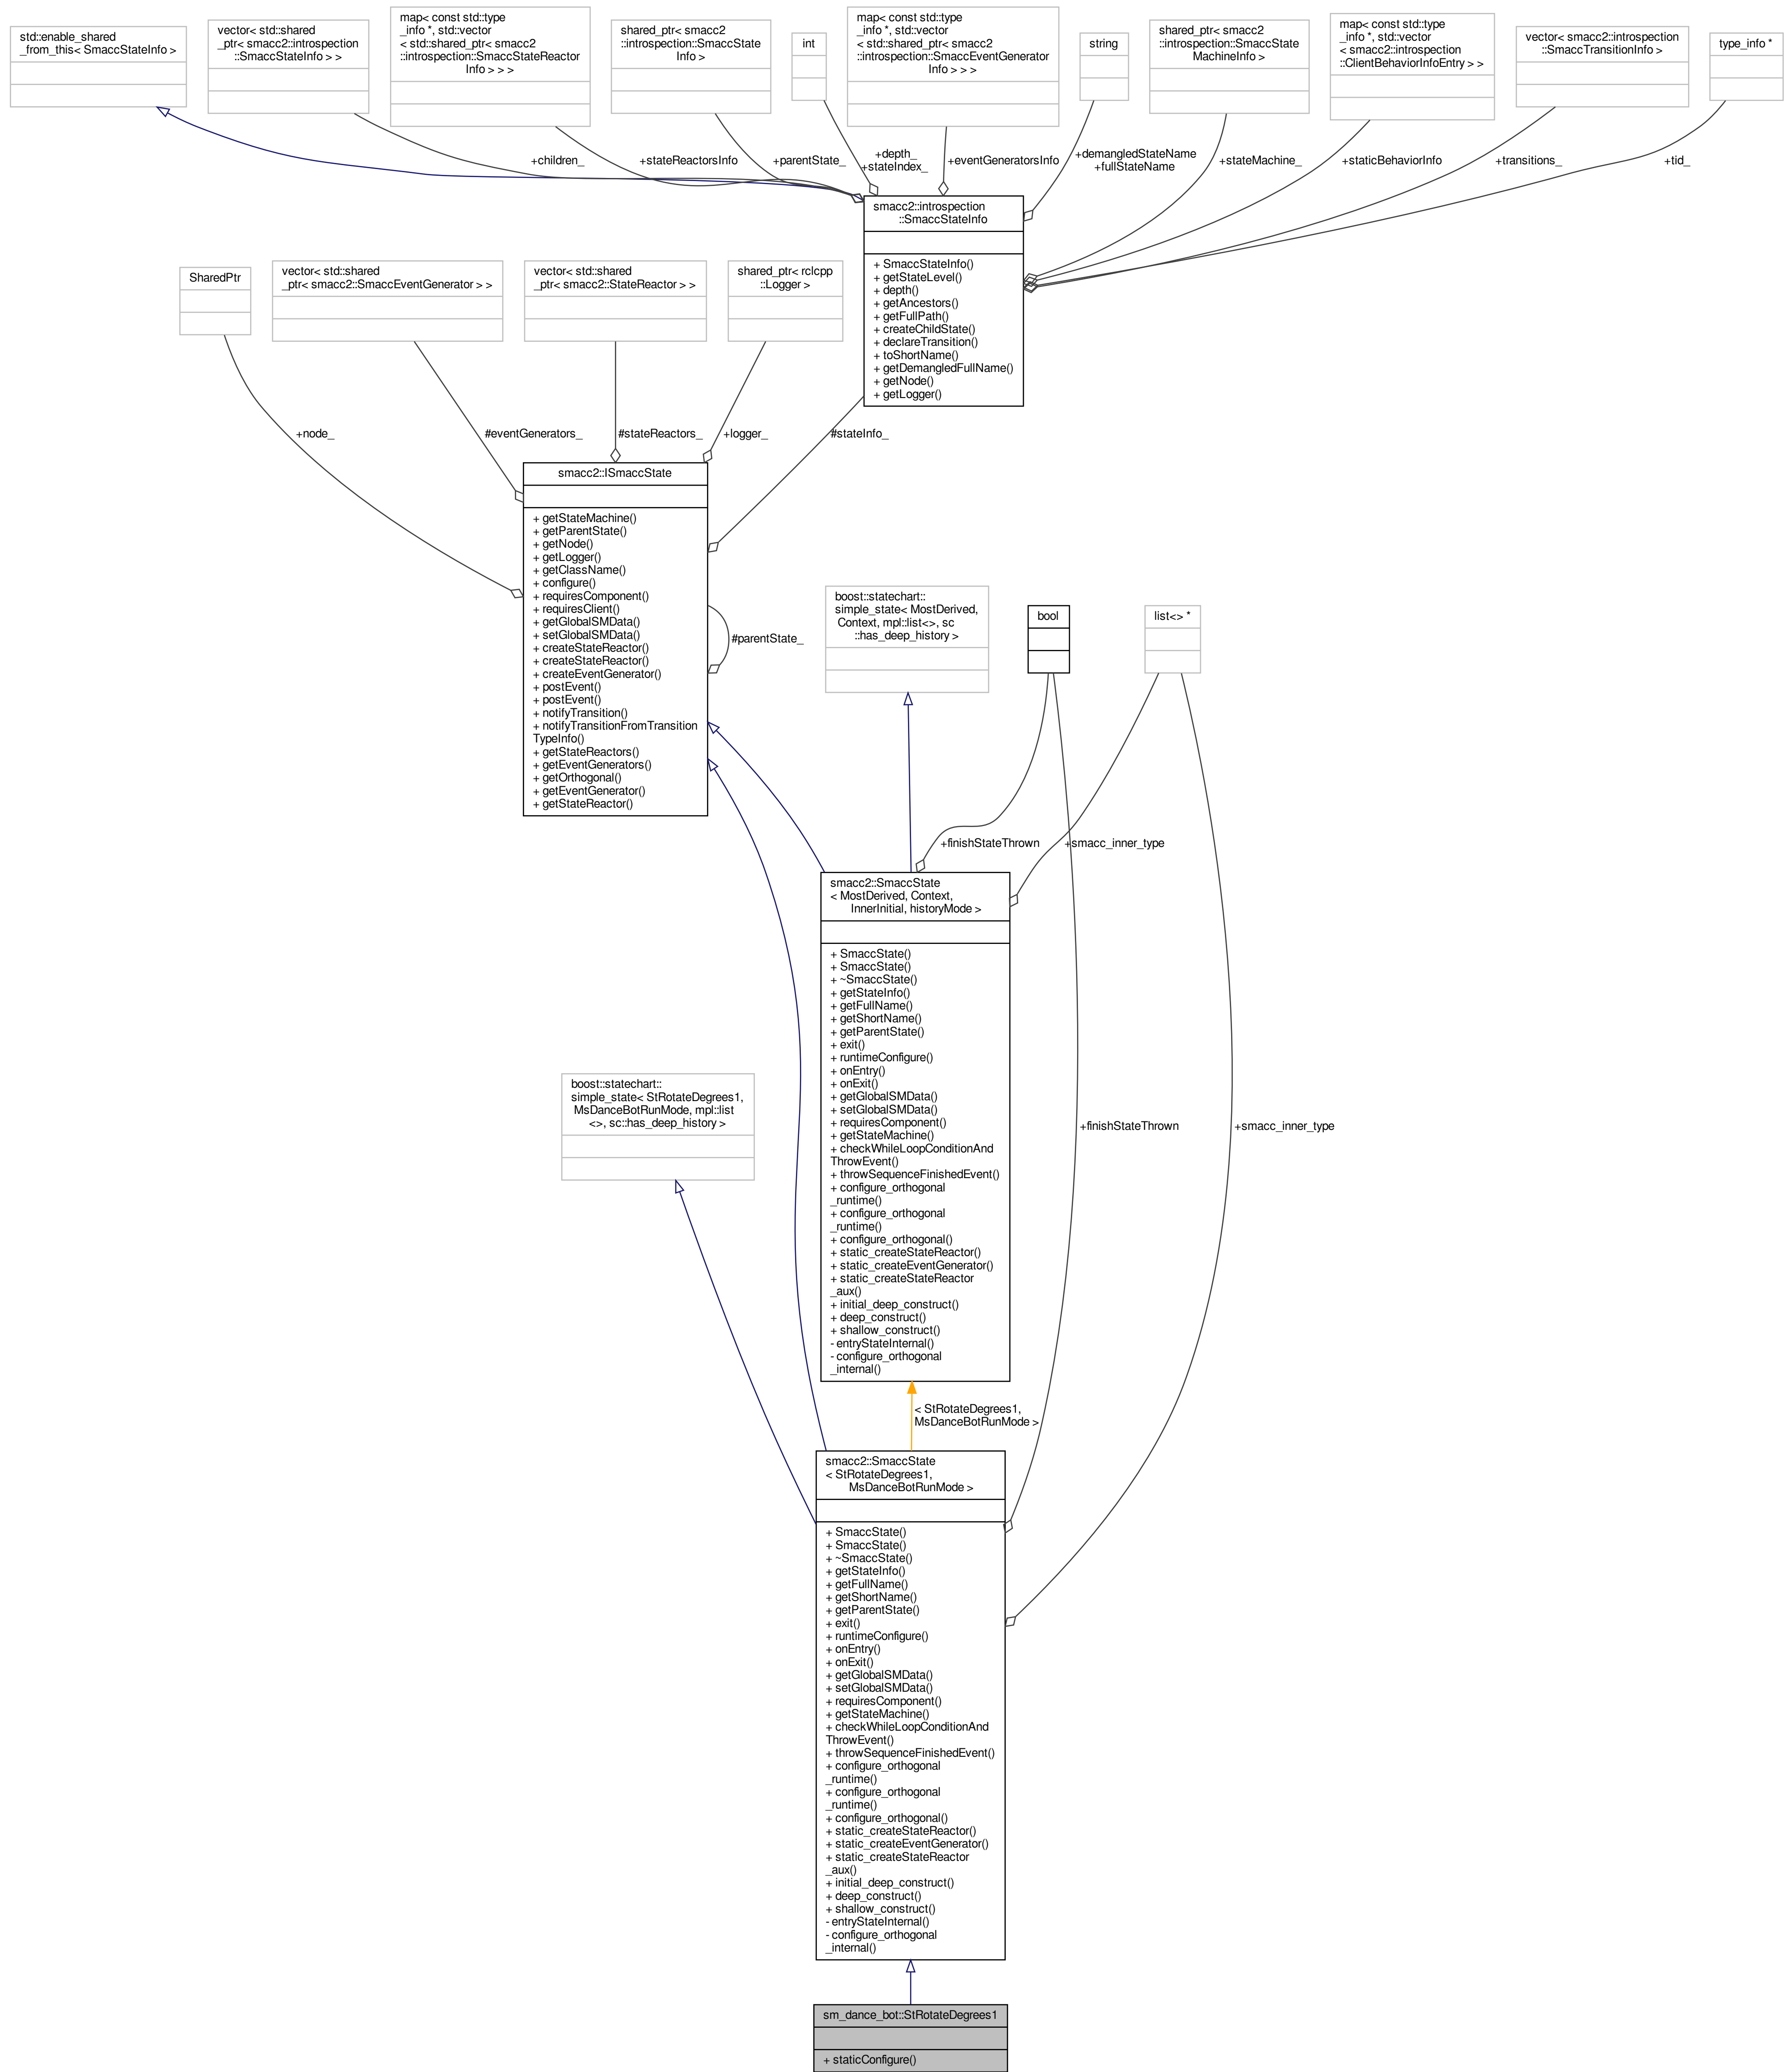 std::enable_shared
_from_this< SmaccStateInfo >
vector< std::shared
_ptr< smacc2::introspection
::SmaccStateInfo > >
map< const std::type
_info *, std::vector
< std::shared_ptr< smacc2
::introspection::SmaccStateReactor
Info > > >
shared_ptr< smacc2
::introspection::SmaccState
Info >
int
map< const std::type
_info *, std::vector
< std::shared_ptr< smacc2
::introspection::SmaccEventGenerator
Info > > >
string
shared_ptr< smacc2
::introspection::SmaccState
MachineInfo >
map< const std::type
_info *, std::vector
< smacc2::introspection
::ClientBehaviorInfoEntry > >
vector< smacc2::introspection
::SmaccTransitionInfo >
type_info *
+children_
+stateReactorsInfo
+parentState_
+depth_
+stateIndex_
+eventGeneratorsInfo
+demangledStateName
+fullStateName
+stateMachine_
+staticBehaviorInfo
+transitions_
+tid_
smacc2::introspection
::SmaccStateInfo
+ SmaccStateInfo()
+ getStateLevel()
+ depth()
+ getAncestors()
+ getFullPath()
+ createChildState()
+ declareTransition()
+ toShortName()
+ getDemangledFullName()
+ getNode()
+ getLogger()
SharedPtr
vector< std::shared
_ptr< smacc2::SmaccEventGenerator > >
vector< std::shared
_ptr< smacc2::StateReactor > >
shared_ptr< rclcpp
::Logger >
+node_
#eventGenerators_
#stateReactors_
+logger_
#stateInfo_
smacc2::ISmaccState
+ getStateMachine()
+ getParentState()
+ getNode()
+ getLogger()
+ getClassName()
+ configure()
+ requiresComponent()
+ requiresClient()
+ getGlobalSMData()
+ setGlobalSMData()
+ createStateReactor()
+ createStateReactor()
+ createEventGenerator()
+ postEvent()
+ postEvent()
+ notifyTransition()
+ notifyTransitionFromTransition
TypeInfo()
+ getStateReactors()
+ getEventGenerators()
+ getOrthogonal()
+ getEventGenerator()
+ getStateReactor()
#parentState_
boost::statechart::
simple_state< MostDerived,
Context, mpl::list<>, sc
::has_deep_history >
bool
list<> *
+finishStateThrown
+smacc_inner_type
smacc2::SmaccState
< MostDerived, Context,
InnerInitial, historyMode >
+ SmaccState()
+ SmaccState()
+ ~SmaccState()
+ getStateInfo()
+ getFullName()
+ getShortName()
+ getParentState()
+ exit()
+ runtimeConfigure()
+ onEntry()
+ onExit()
+ getGlobalSMData()
+ setGlobalSMData()
+ requiresComponent()
+ getStateMachine()
+ checkWhileLoopConditionAnd
ThrowEvent()
+ throwSequenceFinishedEvent()
+ configure_orthogonal
_runtime()
+ configure_orthogonal
_runtime()
+ configure_orthogonal()
+ static_createStateReactor()
+ static_createEventGenerator()
+ static_createStateReactor
_aux()
+ initial_deep_construct()
+ deep_construct()
+ shallow_construct()
- entryStateInternal()
- configure_orthogonal
_internal()
boost::statechart::
simple_state< StRotateDegrees1,
MsDanceBotRunMode, mpl::list
<>, sc::has_deep_history >
+finishStateThrown
+smacc_inner_type
< StRotateDegrees1,
MsDanceBotRunMode >
smacc2::SmaccState
< StRotateDegrees1,
MsDanceBotRunMode >
+ SmaccState()
+ SmaccState()
+ ~SmaccState()
+ getStateInfo()
+ getFullName()
+ getShortName()
+ getParentState()
+ exit()
+ runtimeConfigure()
+ onEntry()
+ onExit()
+ getGlobalSMData()
+ setGlobalSMData()
+ requiresComponent()
+ getStateMachine()
+ checkWhileLoopConditionAnd
ThrowEvent()
+ throwSequenceFinishedEvent()
+ configure_orthogonal
_runtime()
+ configure_orthogonal
_runtime()
+ configure_orthogonal()
+ static_createStateReactor()
+ static_createEventGenerator()
+ static_createStateReactor
_aux()
+ initial_deep_construct()
+ deep_construct()
+ shallow_construct()
- entryStateInternal()
- configure_orthogonal
_internal()
sm_dance_bot::StRotateDegrees1
+ staticConfigure()